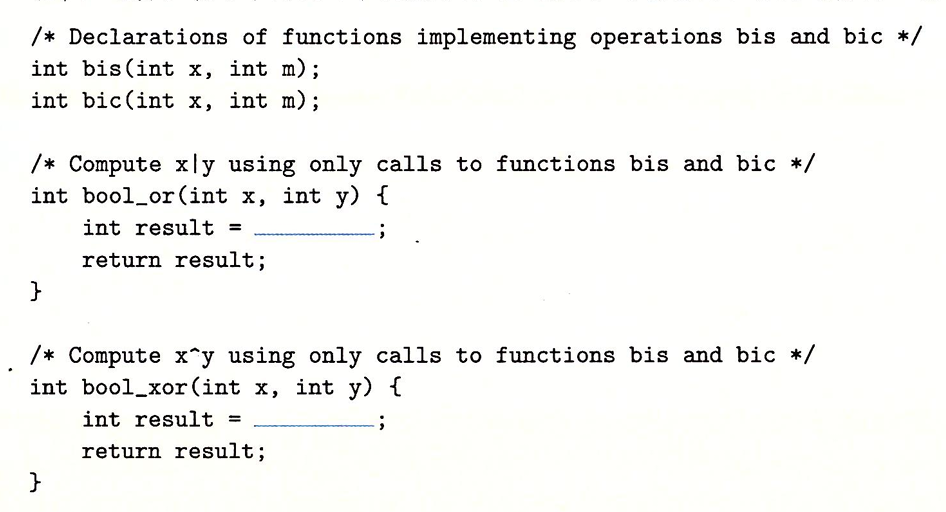 /* Declarations of functions implementing operations bis and bic */
int bis(int x, int m);
int bic(int x, int m);
/* Compute x|y using only calls to functions bis and bic */
int bool_or(int x, int y) {
int result = ________;
return result;
}
/* Compute x^y using only calls to functions bis and bic */
int bool_xor(int x, int y) {
int result = ________;
return result;
}